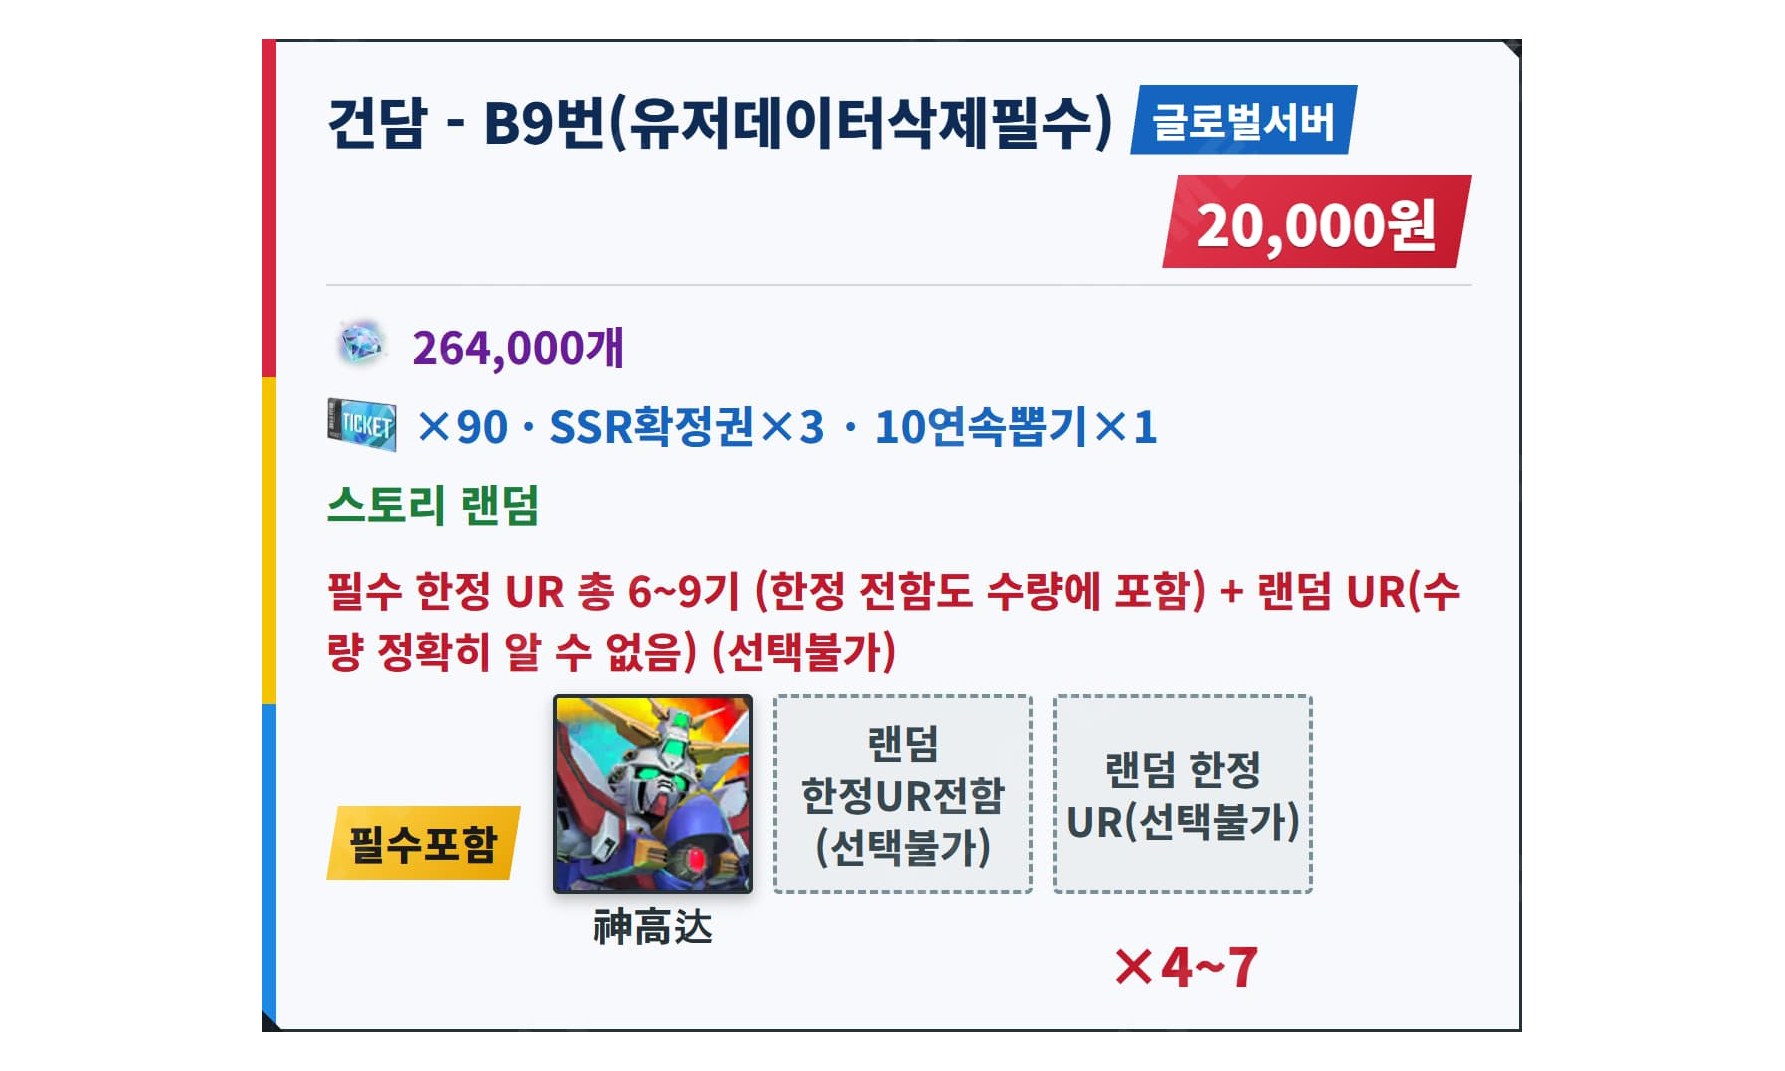 건담 - B9번(유저데이터삭제필수) 글로벌서버
20,000원
264,000개
TICKET ×90 · SSR확정권×3 · 10연속뽑기×1
스토리 랜덤
필수 한정 UR 총 6~9기 (한정 전함도 수량에 포함) + 랜덤 UR(수
량 정확히 알 수 없음) (선택불가)
필수포함
神高达
랜덤
한정UR전함
(선택불가)
랜덤 한정
UR(선택불가)
×4~7